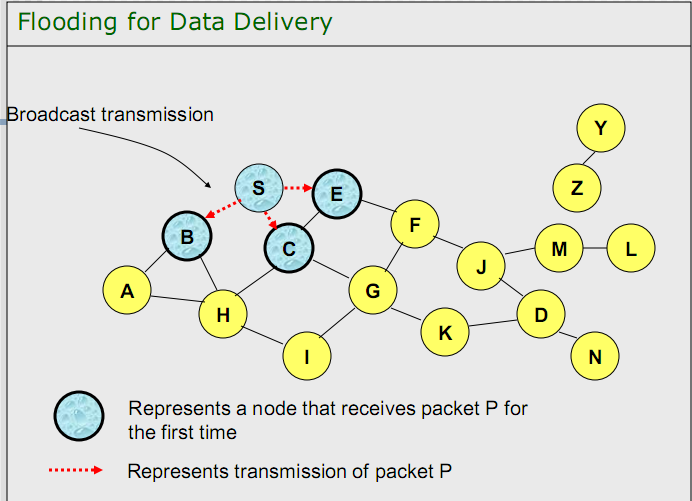 Flooding for Data Delivery
Broadcast transmission
Y
S
E
Z
B
F
C
M
L
J
A
G
H
D
K
I
N
Represents a node that receives packet P for
the first time
Represents transmission of packet P